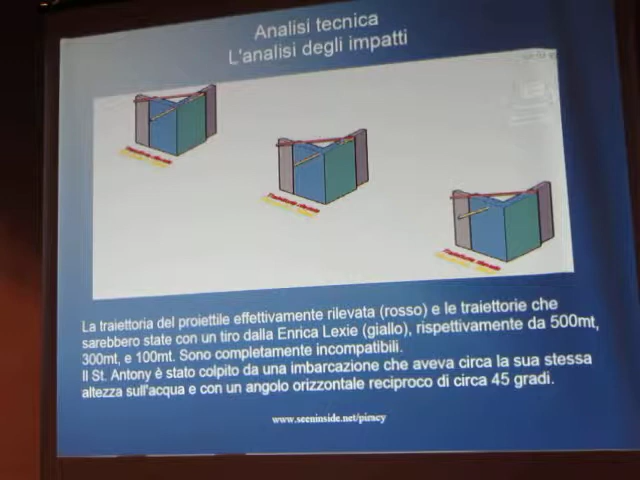 Analisi tecnica
L'analisi degli impatti
La traiettoria del proiettile effettivamente rilevata (rosso) e le traiettorie che
sarebbero state con un tiro dalla Enrica Lexie (giallo), rispettivamente da 500mt,
300mt, e 100mt. Sono completamente incompatibili.
Il St. Antony è stato colpito da una imbarcazione che aveva circa la sua stessa
altezza sull'acqua e con un angolo orizzontale reciproco di circa 45 gradi.
www.seeninside.net/piracy